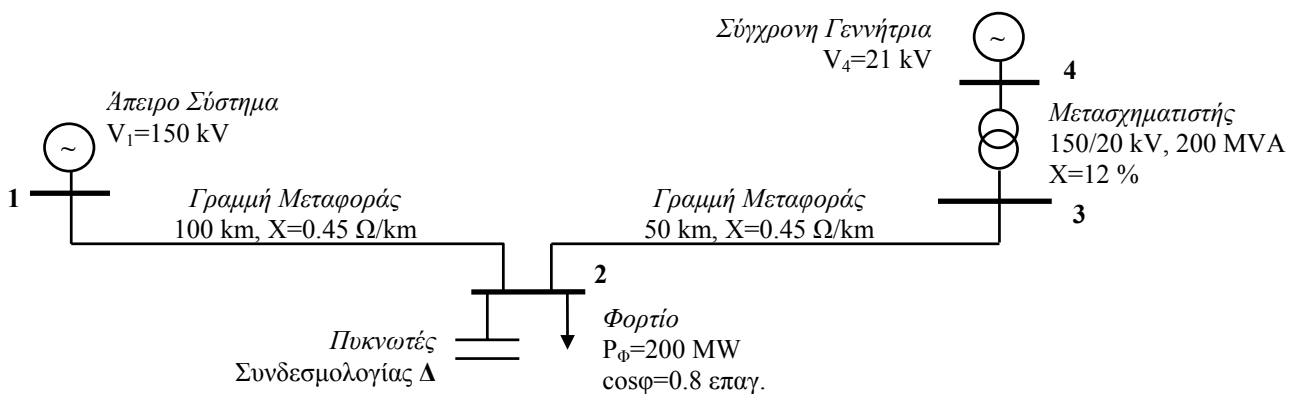 Σύγχρονη Γεννήτρια
V₄=21 kV
~
4
Άπειρο Σύστημα
V₁=150 kV
~
Μετασχηματιστής
150/20 kV, 200 MVA
X=12 %
1
Γραμμή Μεταφοράς
100 km, X=0.45 Ω/km
Γραμμή Μεταφοράς
50 km, X=0.45 Ω/km
3
2
Πυκνωτές
Συνδεσμολογίας Δ
Φορτίο
P_Φ=200 MW
cosφ=0.8 επαγ.